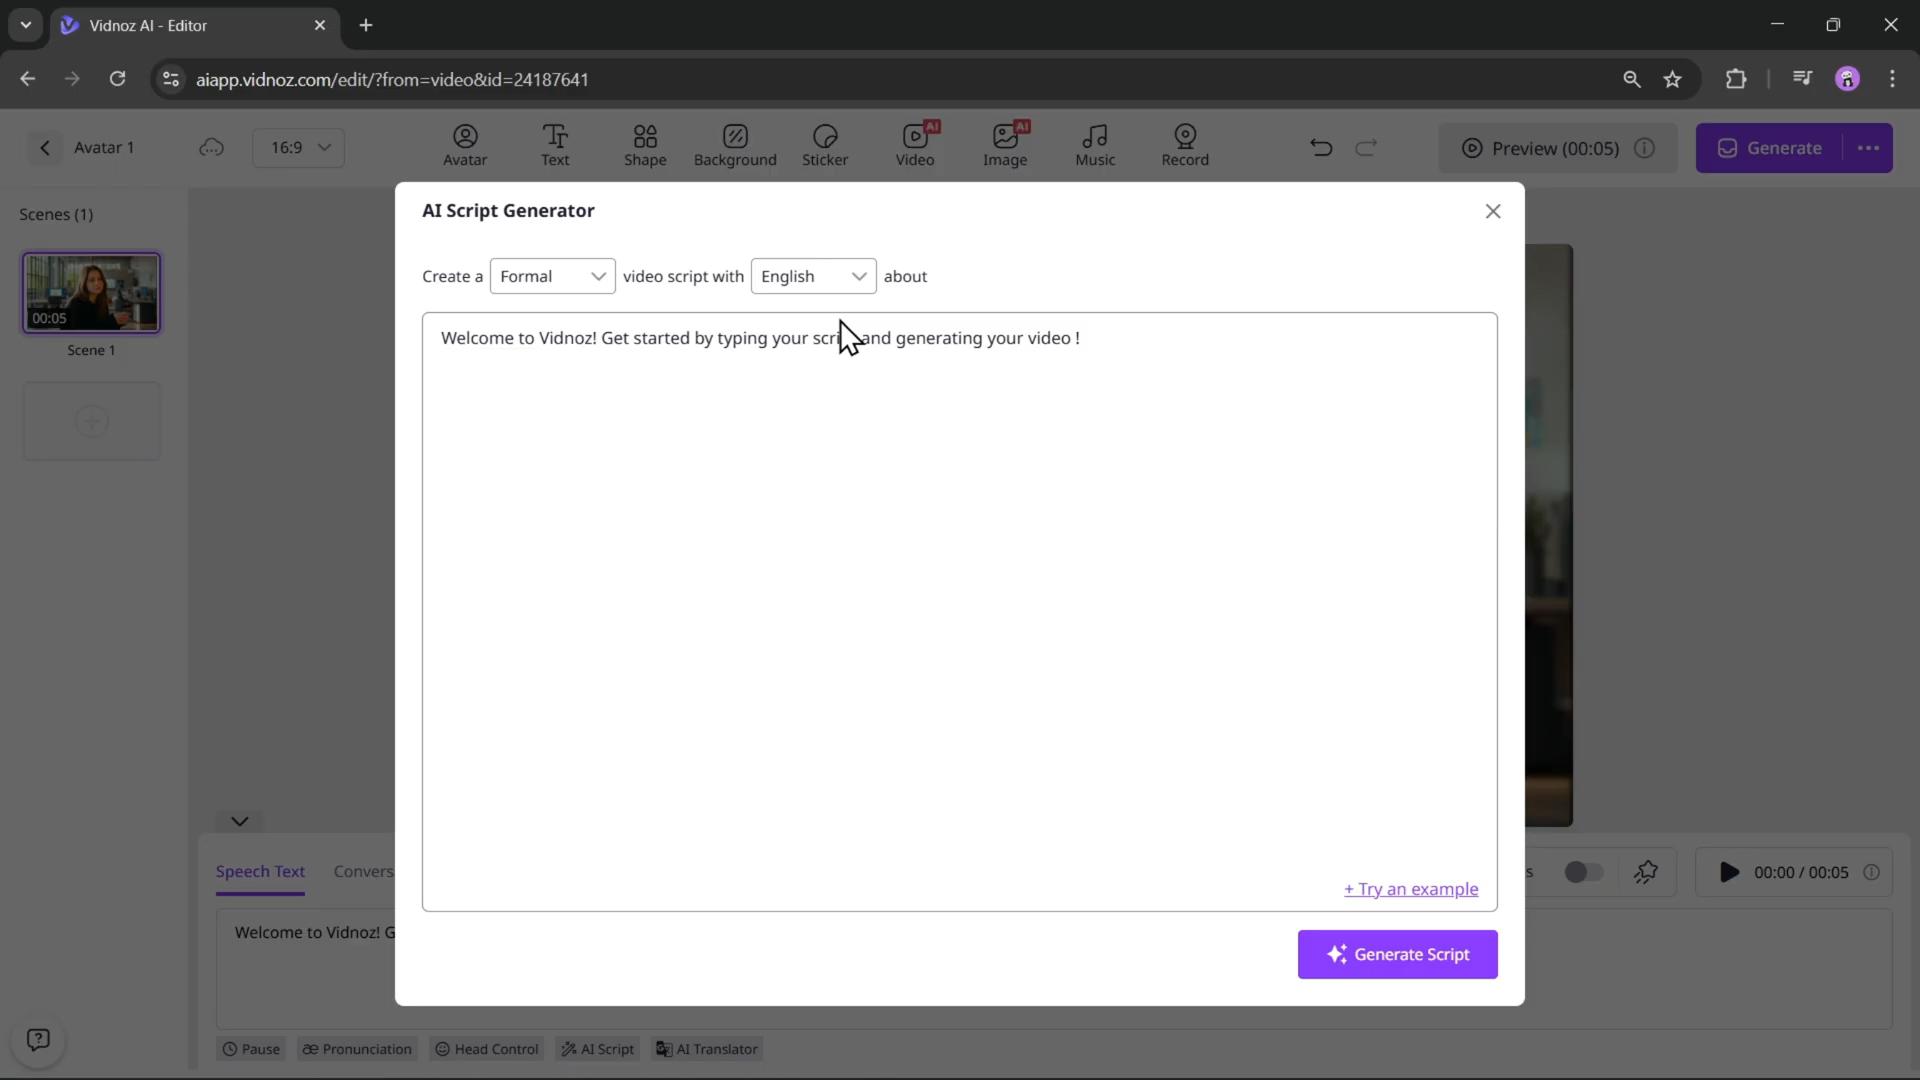 Vidnoz AI - Editor
aiapp.vidnoz.com/edit/?from=video&id=24187641
Avatar 1
16:9
Avatar
Text
Shape
Background
Sticker
AI
Video
AI
Image
Music
Record
Preview (00:05)
Generate
Scenes (1)
00:05
Scene 1
AI Script Generator
Create a Formal video script with English about
Welcome to Vidnoz! Get started by typing your and generating your video !
+ Try an example
Generate Script
Speech Text
Convers
s
00:00 / 00:05
Welcome to Vidnoz! G
Pause
Pronunciation
Head Control
AI Script
AI Translator